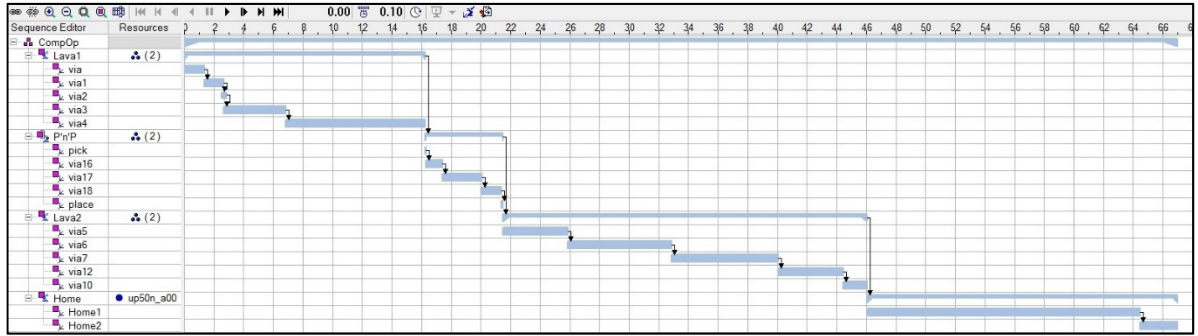 0.00 0.10
Sequence Editor Resources 0 2 4 6 8 10 12 14 16 18 20 22 24 26 28 30 32 34 36 38 40 42 44 46 48 50 52 54 56 58 60 62 64 66 6
CompOp
Lava1 (2)
via
via1
via2
via3
via4
P'n'P (2)
pick
via16
via17
via18
place
Lava2 (2)
via5
via6
via7
via12
via10
Home up50n_a00
Home1
Home2